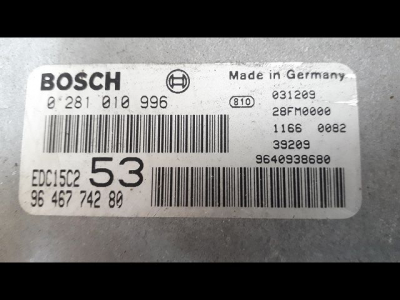 BOSCH
Made in Germany
0 281 010 996
810
031209
28FM0000
1166 0082
39209
9640938680
EDC15C2 53
96 467 742 80